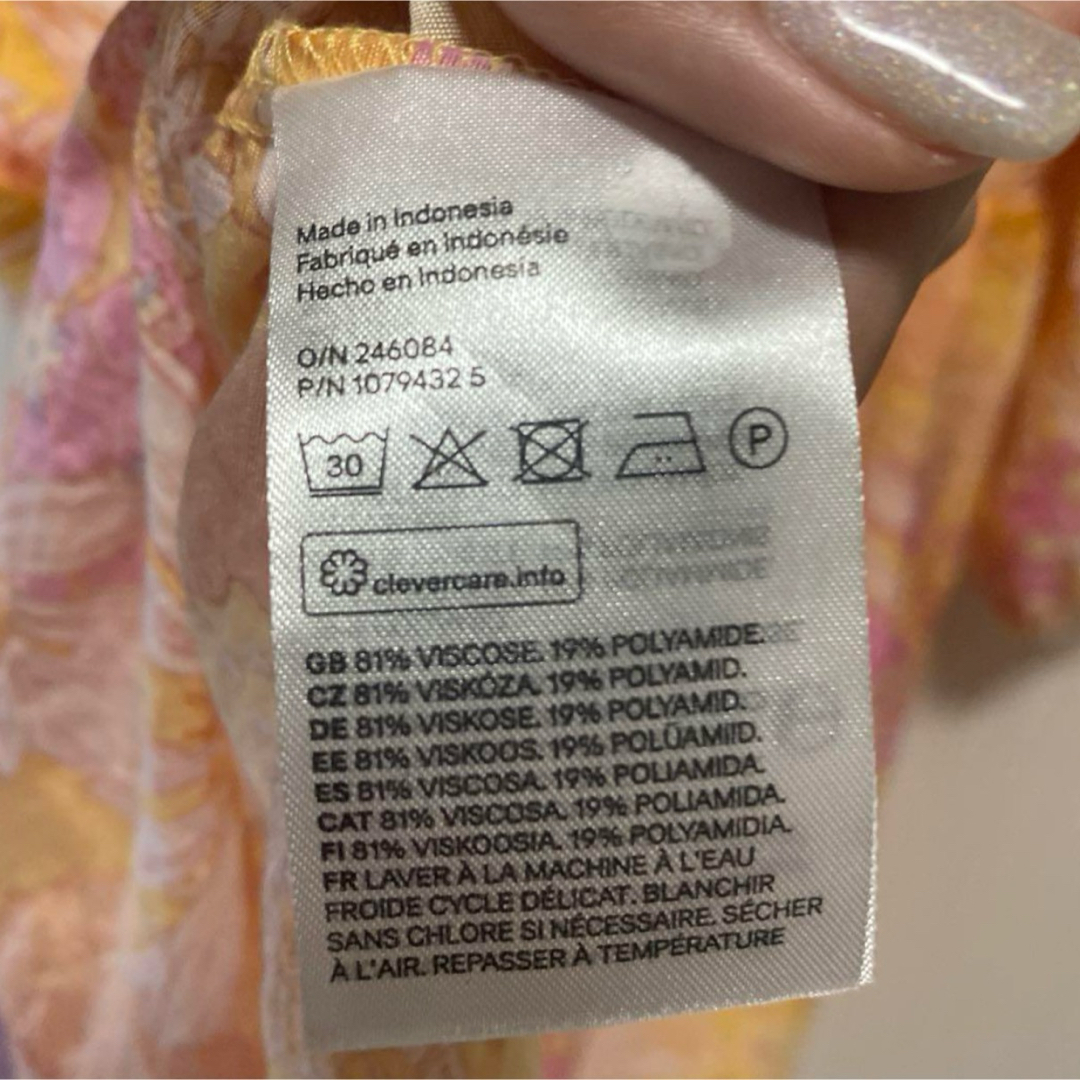 Made in Indonesia
Fabriqué en Indonésie
Hecho en Indonesia
O/N 246084
P/N 1079432 5
30
P
clevercare.info
GB 81% VISCOSE. 19% POLYAMIDE.
CZ 81% VISKÓZA. 19% POLYAMID.
DE 81% VISKOSE. 19% POLYAMID.
EE 81% VISKOOS. 19% POLÜAMIID.
ES 81% VISCOSA. 19% POLIAMIDA.
CAT 81% VISCOSA. 19% POLIAMIDA.
FI 81% VISKOOSIA. 19% POLYAMIDIA.
FR LAVER À LA MACHINE À L'EAU
FROIDE CYCLE DÉLICAT. BLANCHIR
SANS CHLORE SI NÉCESSAIRE. SÉCHER
À L'AIR. REPASSER À TEMPÉRATURE